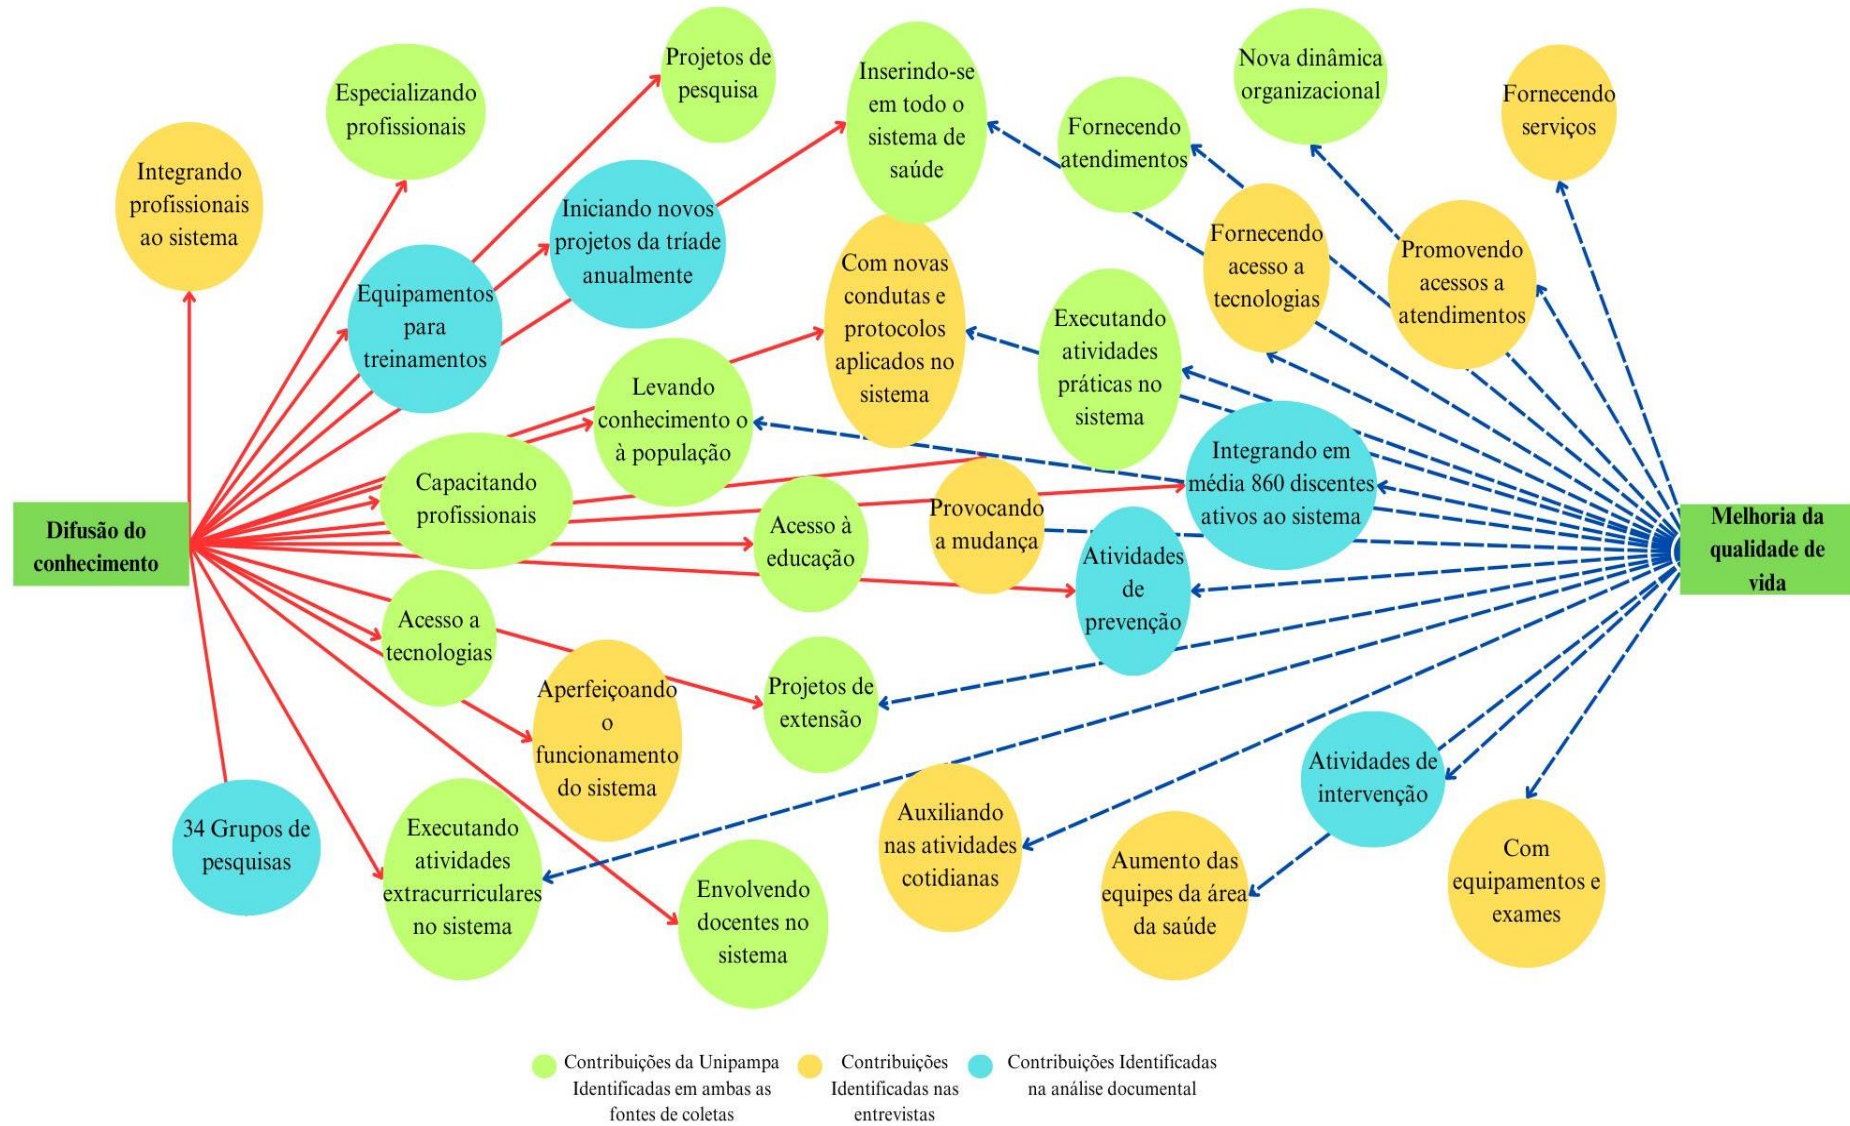 Projetos de
pesquisa
Especializando
profissionais
Inserindo-se
em todo o
sistema de
saúde
Nova dinâmica
organizacional
Fornecendo
serviços
Fornecendo
atendimentos
Integrando
profissionais
ao sistema
Iniciando novos
projetos da tríade
anualmente
Fornecendo
acesso a
tecnologias
Promovendo
acessos a
atendimentos
Equipamentos
para
treinamentos
Com novas
condutas e
protocolos
aplicados no
sistema
Executando
atividades
práticas no
sistema
Levando
conhecimento o
à população
Integrando em
média 860 discentes
ativos ao sistema
Capacitando
profissionais
Acesso à
educação
Provocando
a mudança
Difusão do
conhecimento
Melhoria da
qualidade de
vida
Atividades
de
prevenção
Acesso a
tecnologias
Aperfeiçoando
o
funcionamento
do sistema
Projetos de
extensão
Atividades de
intervenção
34 Grupos de
pesquisas
Executando
atividades
extracurriculares
no sistema
Auxiliando
nas atividades
cotidianas
Aumento das
equipes da área
da saúde
Com
equipamentos e
exames
Envolvendo
docentes no
sistema
Contribuições da Unipampa
Identificadas em ambas as
fontes de coletas
Contribuições
Identificadas nas
entrevistas
Contribuições Identificadas
na análise documental